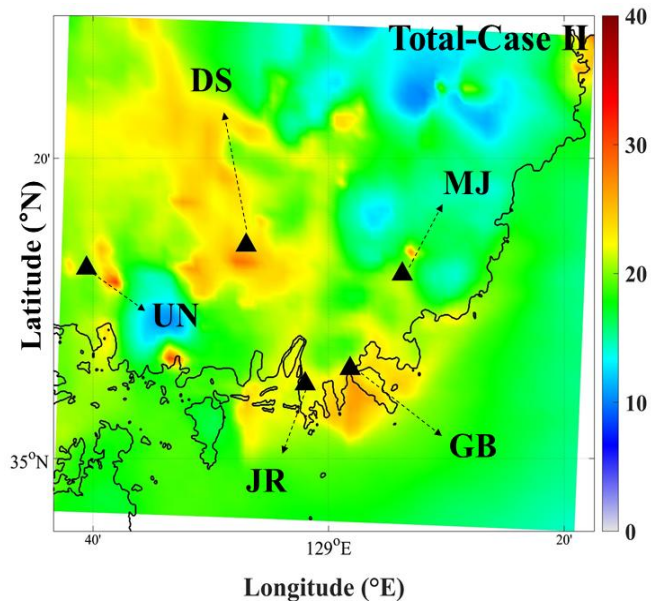 Total-Case II
40
30
20
10
0
DS
MJ
UN
JR
GB
20'
35°N
Latitude (°N)
40'
129°E
20'
Longitude (°E)